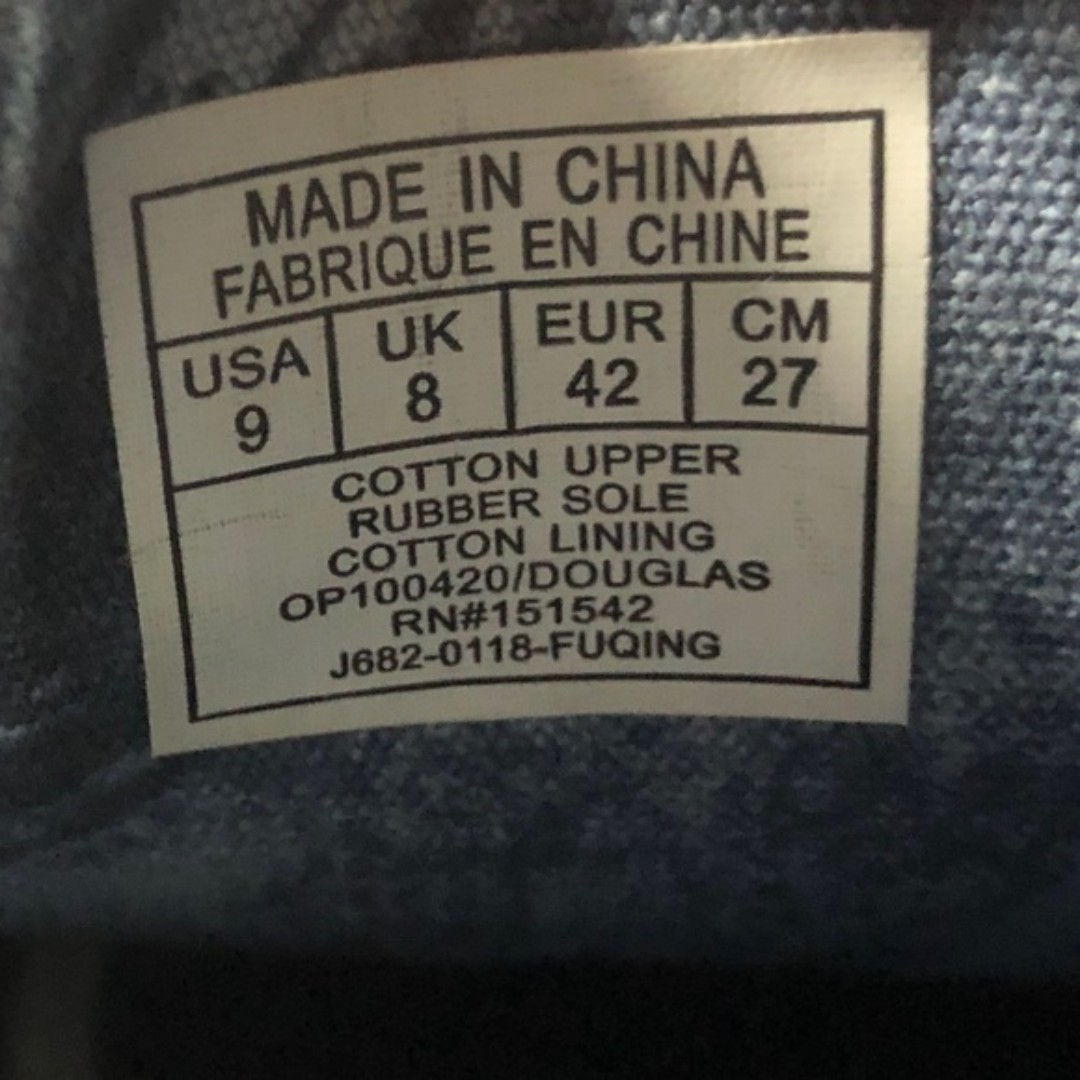 MADE IN CHINA
FABRIQUE EN CHINE
USA UK EUR CM
9 8 42 27
COTTON UPPER
RUBBER SOLE
COTTON LINING
OP100420/DOUGLAS
RN#151542
J682-0118-FUQING